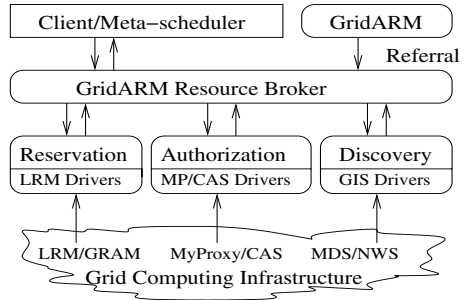 Client/Meta-scheduler
GridARM
Referral
GridARM Resource Broker
Reservation
LRM Drivers
Authorization
MP/CAS Drivers
Discovery
GIS Drivers
LRM/GRAM
MyProxy/CAS
MDS/NWS
Grid Computing Infrastructure